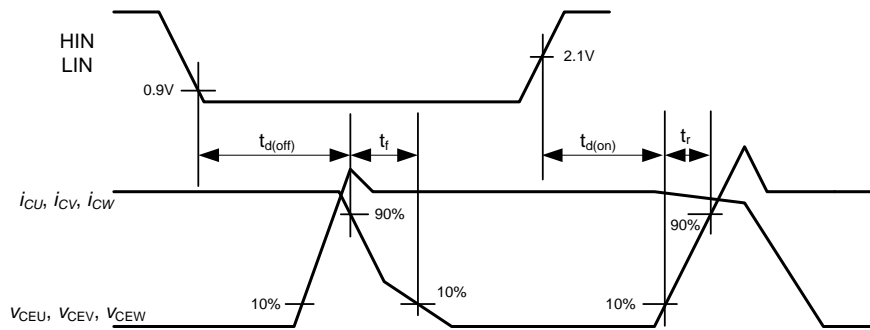 HIN
LIN
0.9V
2.1V
td(off)
tf
td(on)
tr
iCU, iCV, iCW
90%
90%
10%
10%
10%
vCEU, vCEV, vCEW